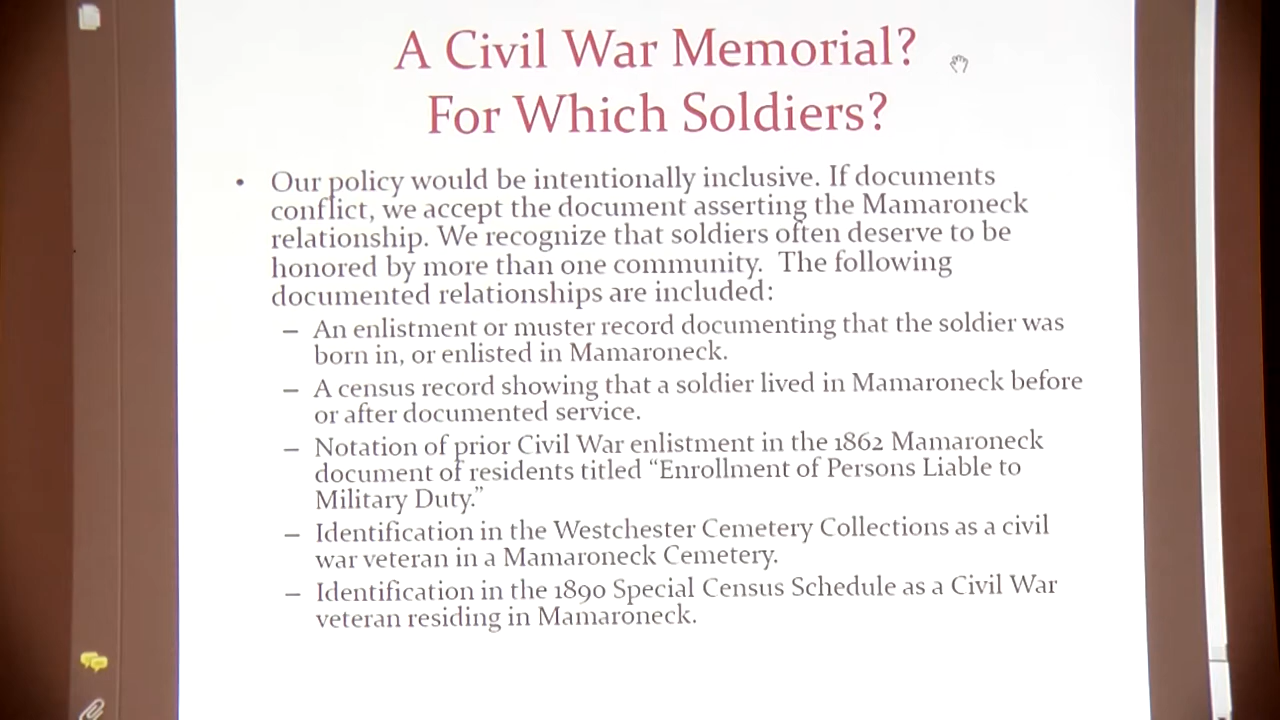 A Civil War Memorial?
For Which Soldiers?
• Our policy would be intentionally inclusive. If documents
conflict, we accept the document asserting the Mamaroneck
relationship. We recognize that soldiers often deserve to be
honored by more than one community.  The following
documented relationships are included:
– An enlistment or muster record documenting that the soldier was
born in, or enlisted in Mamaroneck.
– A census record showing that a soldier lived in Mamaroneck before
or after documented service.
– Notation of prior Civil War enlistment in the 1862 Mamaroneck
document of residents titled “Enrollment of Persons Liable to
Military Duty.”
– Identification in the Westchester Cemetery Collections as a civil
war veteran in a Mamaroneck Cemetery.
– Identification in the 1890 Special Census Schedule as a Civil War
veteran residing in Mamaroneck.